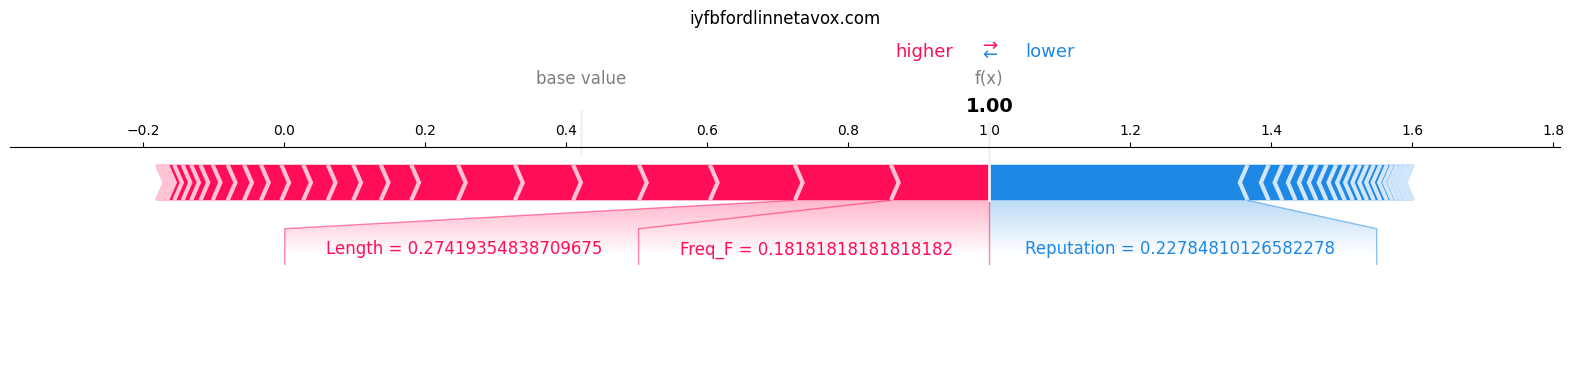 iyfbfordlinnetavox.com
higher ⇄ lower
base value f(x)
1.00
−0.2 0.0 0.2 0.4 0.6 0.8 1.0 1.2 1.4 1.6 1.8
Length = 0.27419354838709675 Freq_F = 0.18181818181818182 Reputation = 0.22784810126582278